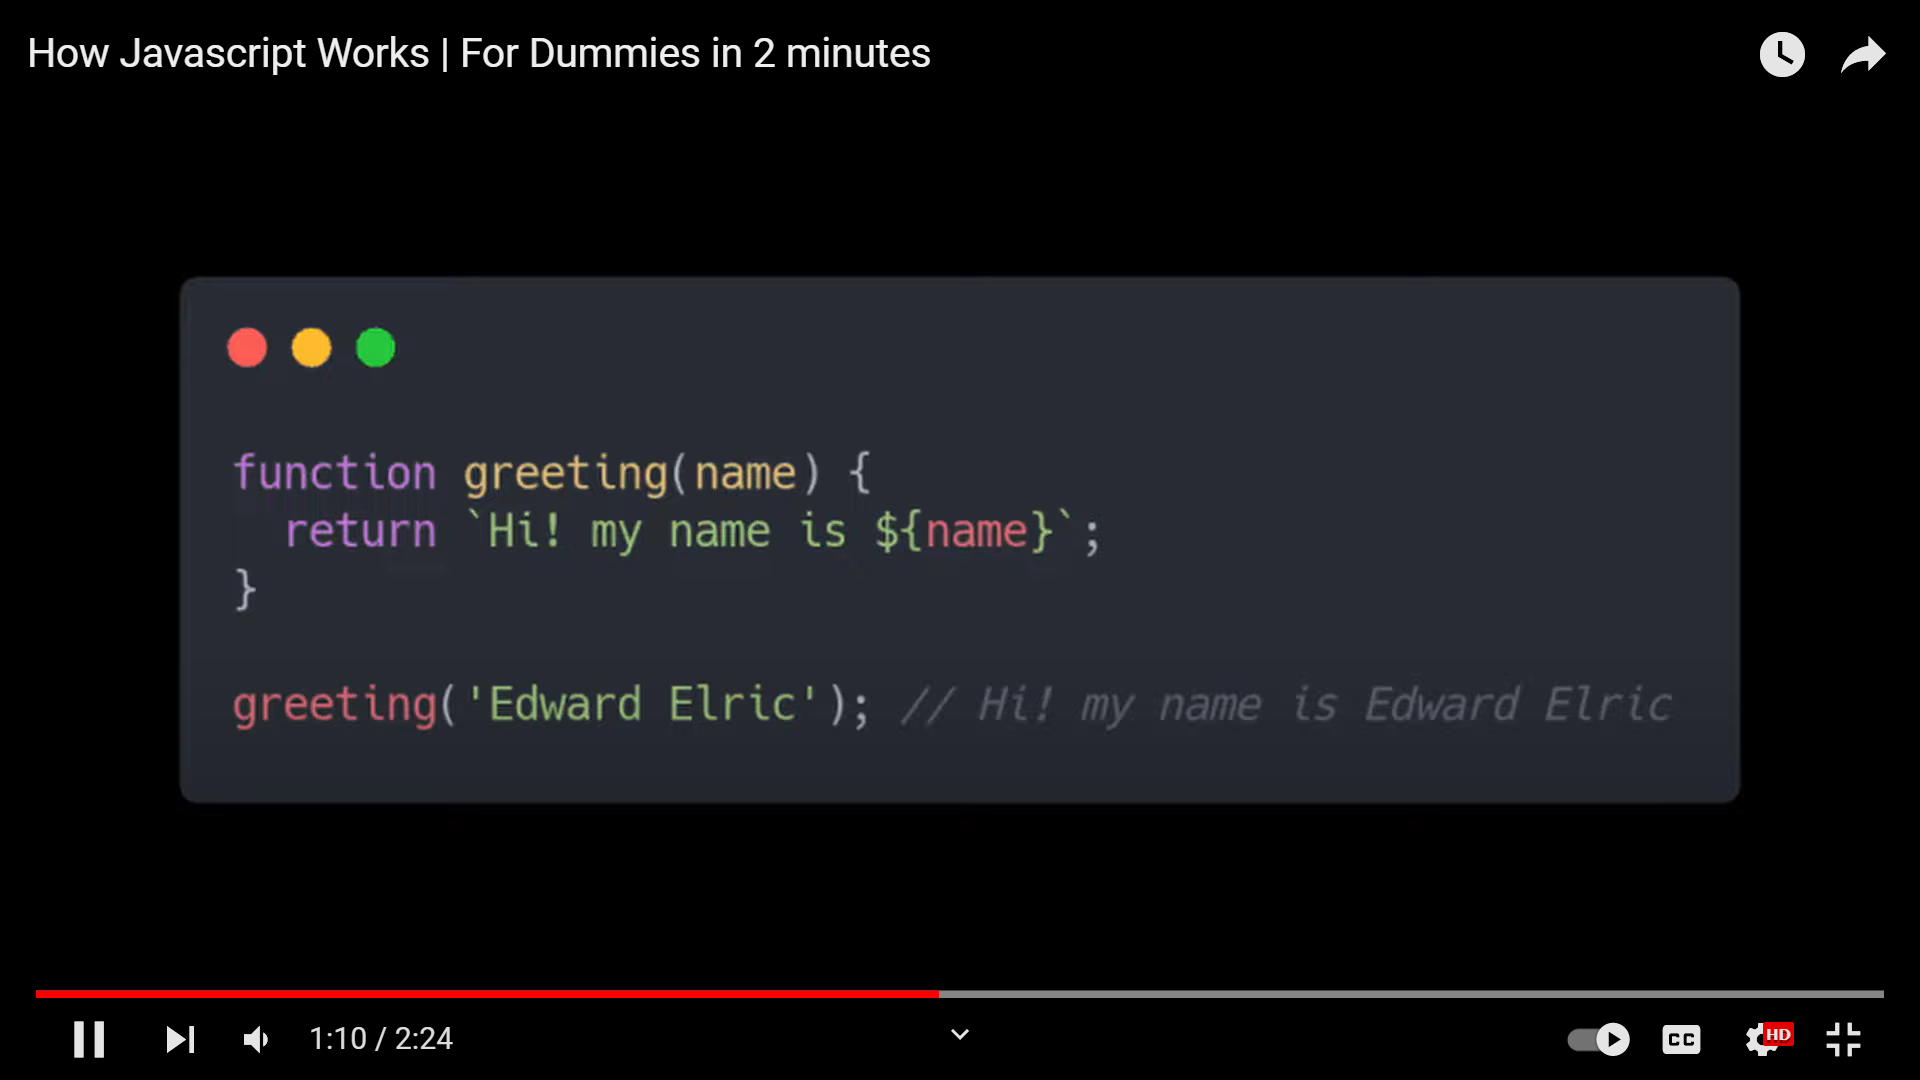 How Javascript Works | For Dummies in 2 minutes
function greeting(name) {
  return `Hi! my name is ${name}`;
}
greeting('Edward Elric'); // Hi! my name is Edward Elric
1:10 / 2:24
CC
HD